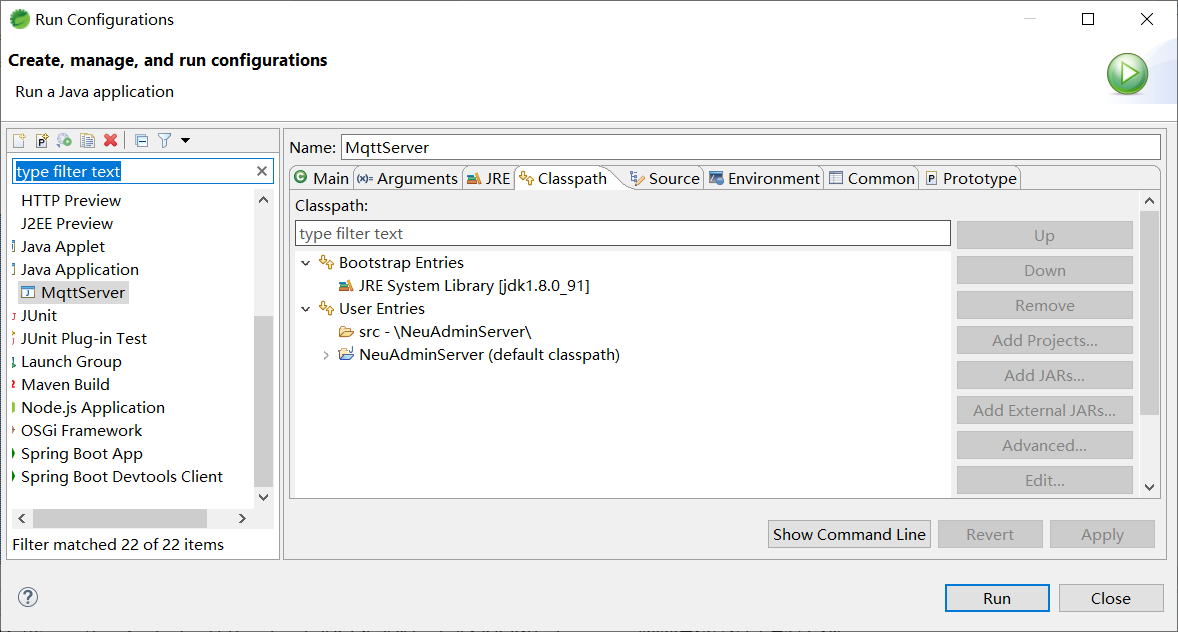 Run Configurations
Create, manage, and run configurations
Run a Java application
type filter text
HTTP Preview
J2EE Preview
Java Applet
Java Application
MqttServer
JUnit
JUnit Plug-in Test
Launch Group
Maven Build
Node.js Application
OSGi Framework
Spring Boot App
Spring Boot Devtools Client
Filter matched 22 of 22 items
Name: MqttServer
Main (x)= Arguments JRE Classpath Source Environment Common Prototype
Classpath:
type filter text
Bootstrap Entries
JRE System Library [jdk1.8.0_91]
User Entries
src - \NeuAdminServer\
NeuAdminServer (default classpath)
Up
Down
Remove
Add Projects...
Add JARs...
Add External JARs...
Advanced...
Edit...
Show Command Line Revert Apply
Run Close